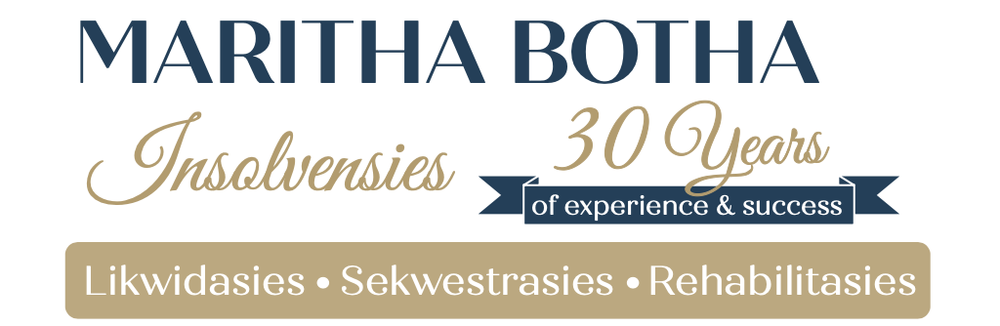 MARITHA BOTHA
Insolvensies
30 Years
of experience & success
Likwidasies • Sekwestrasies • Rehabilitasies